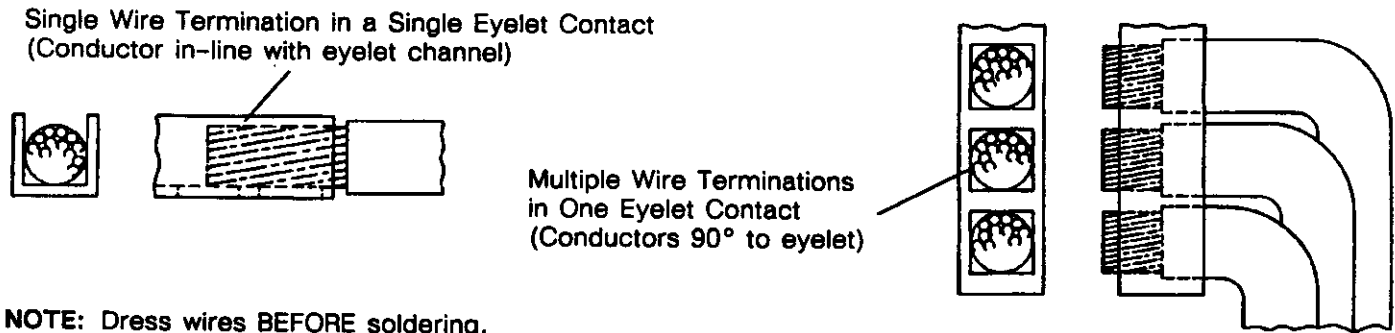 Single Wire Termination in a Single Eyelet Contact
(Conductor in-line with eyelet channel)
Multiple Wire Terminations
in One Eyelet Contact
(Conductors 90° to eyelet)
NOTE: Dress wires BEFORE soldering.